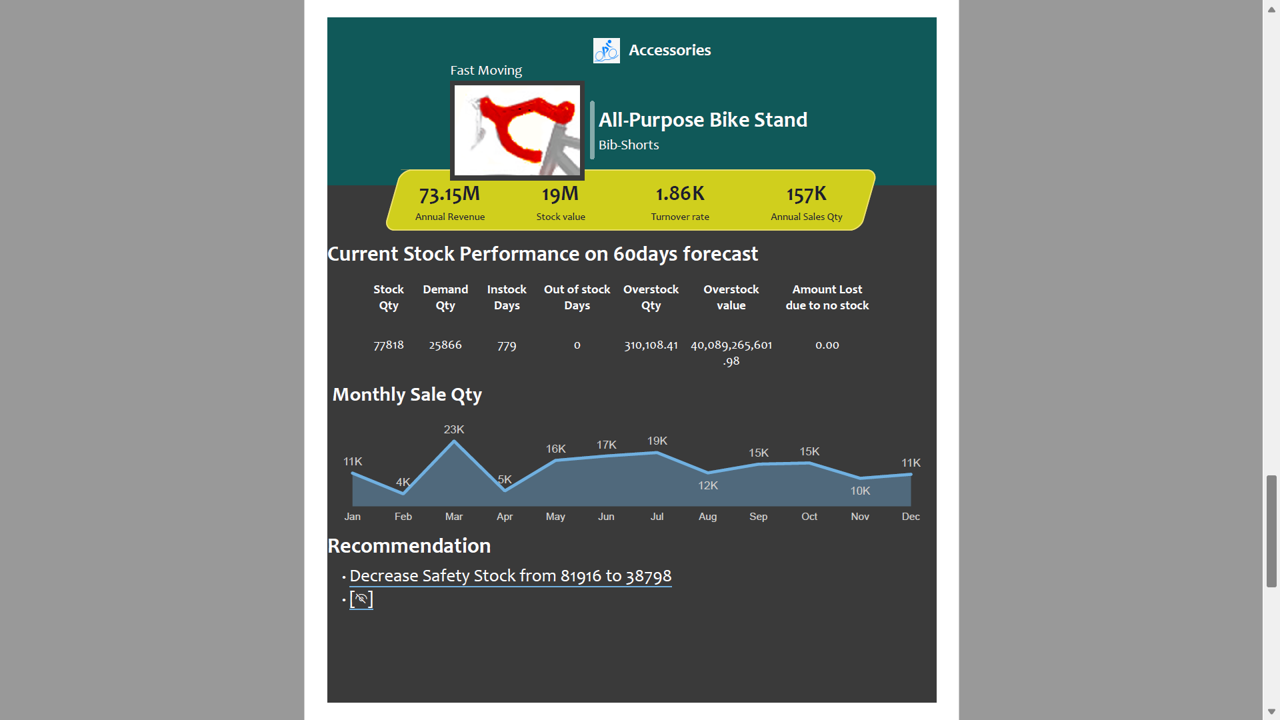 Accessories
Fast Moving
All-Purpose Bike Stand
Bib-Shorts
73.15M 19M 1.86K 157K
Annual Revenue Stock value Turnover rate Annual Sales Qty
Current Stock Performance on 60days forecast
Stock Demand Instock Out of stock Overstock Overstock Amount Lost
Qty Qty Days Days Qty value due to no stock
77818 25866 779 0 310,108.41 40,089,265,601 0.00
.98
Monthly Sale Qty
11K 4K 23K 5K 16K 17K 19K 12K 15K 15K 10K 11K
Jan Feb Mar Apr May Jun Jul Aug Sep Oct Nov Dec
Recommendation
• Decrease Safety Stock from 81916 to 38798
• [ ]